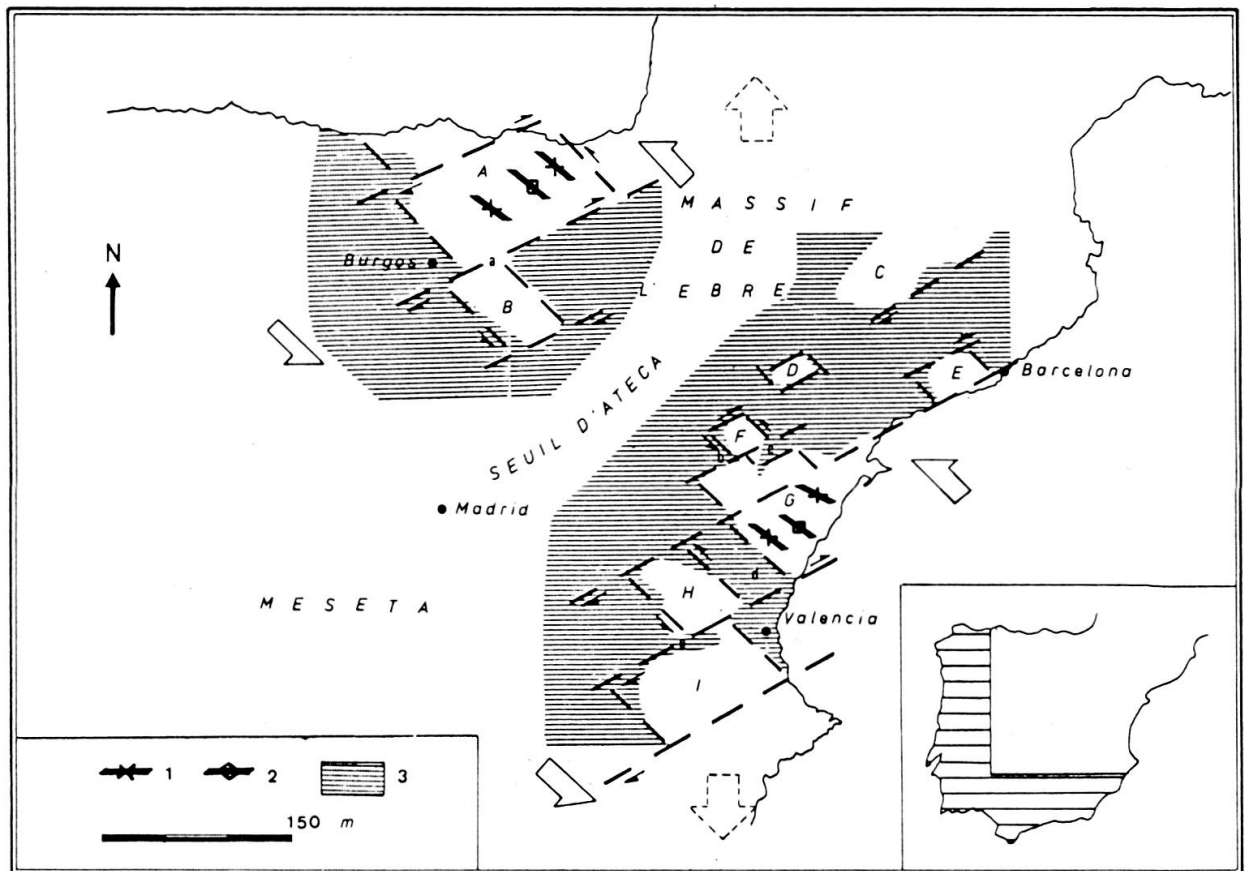 N
A
MASSIF
DE
L'EBRE
Burgos
a
B
C
SEUIL D'ATECA
D
E
Barcelona
F
b
c
G
Madrid
d
H
MESETA
Valencia
I
1
2
3
150 m